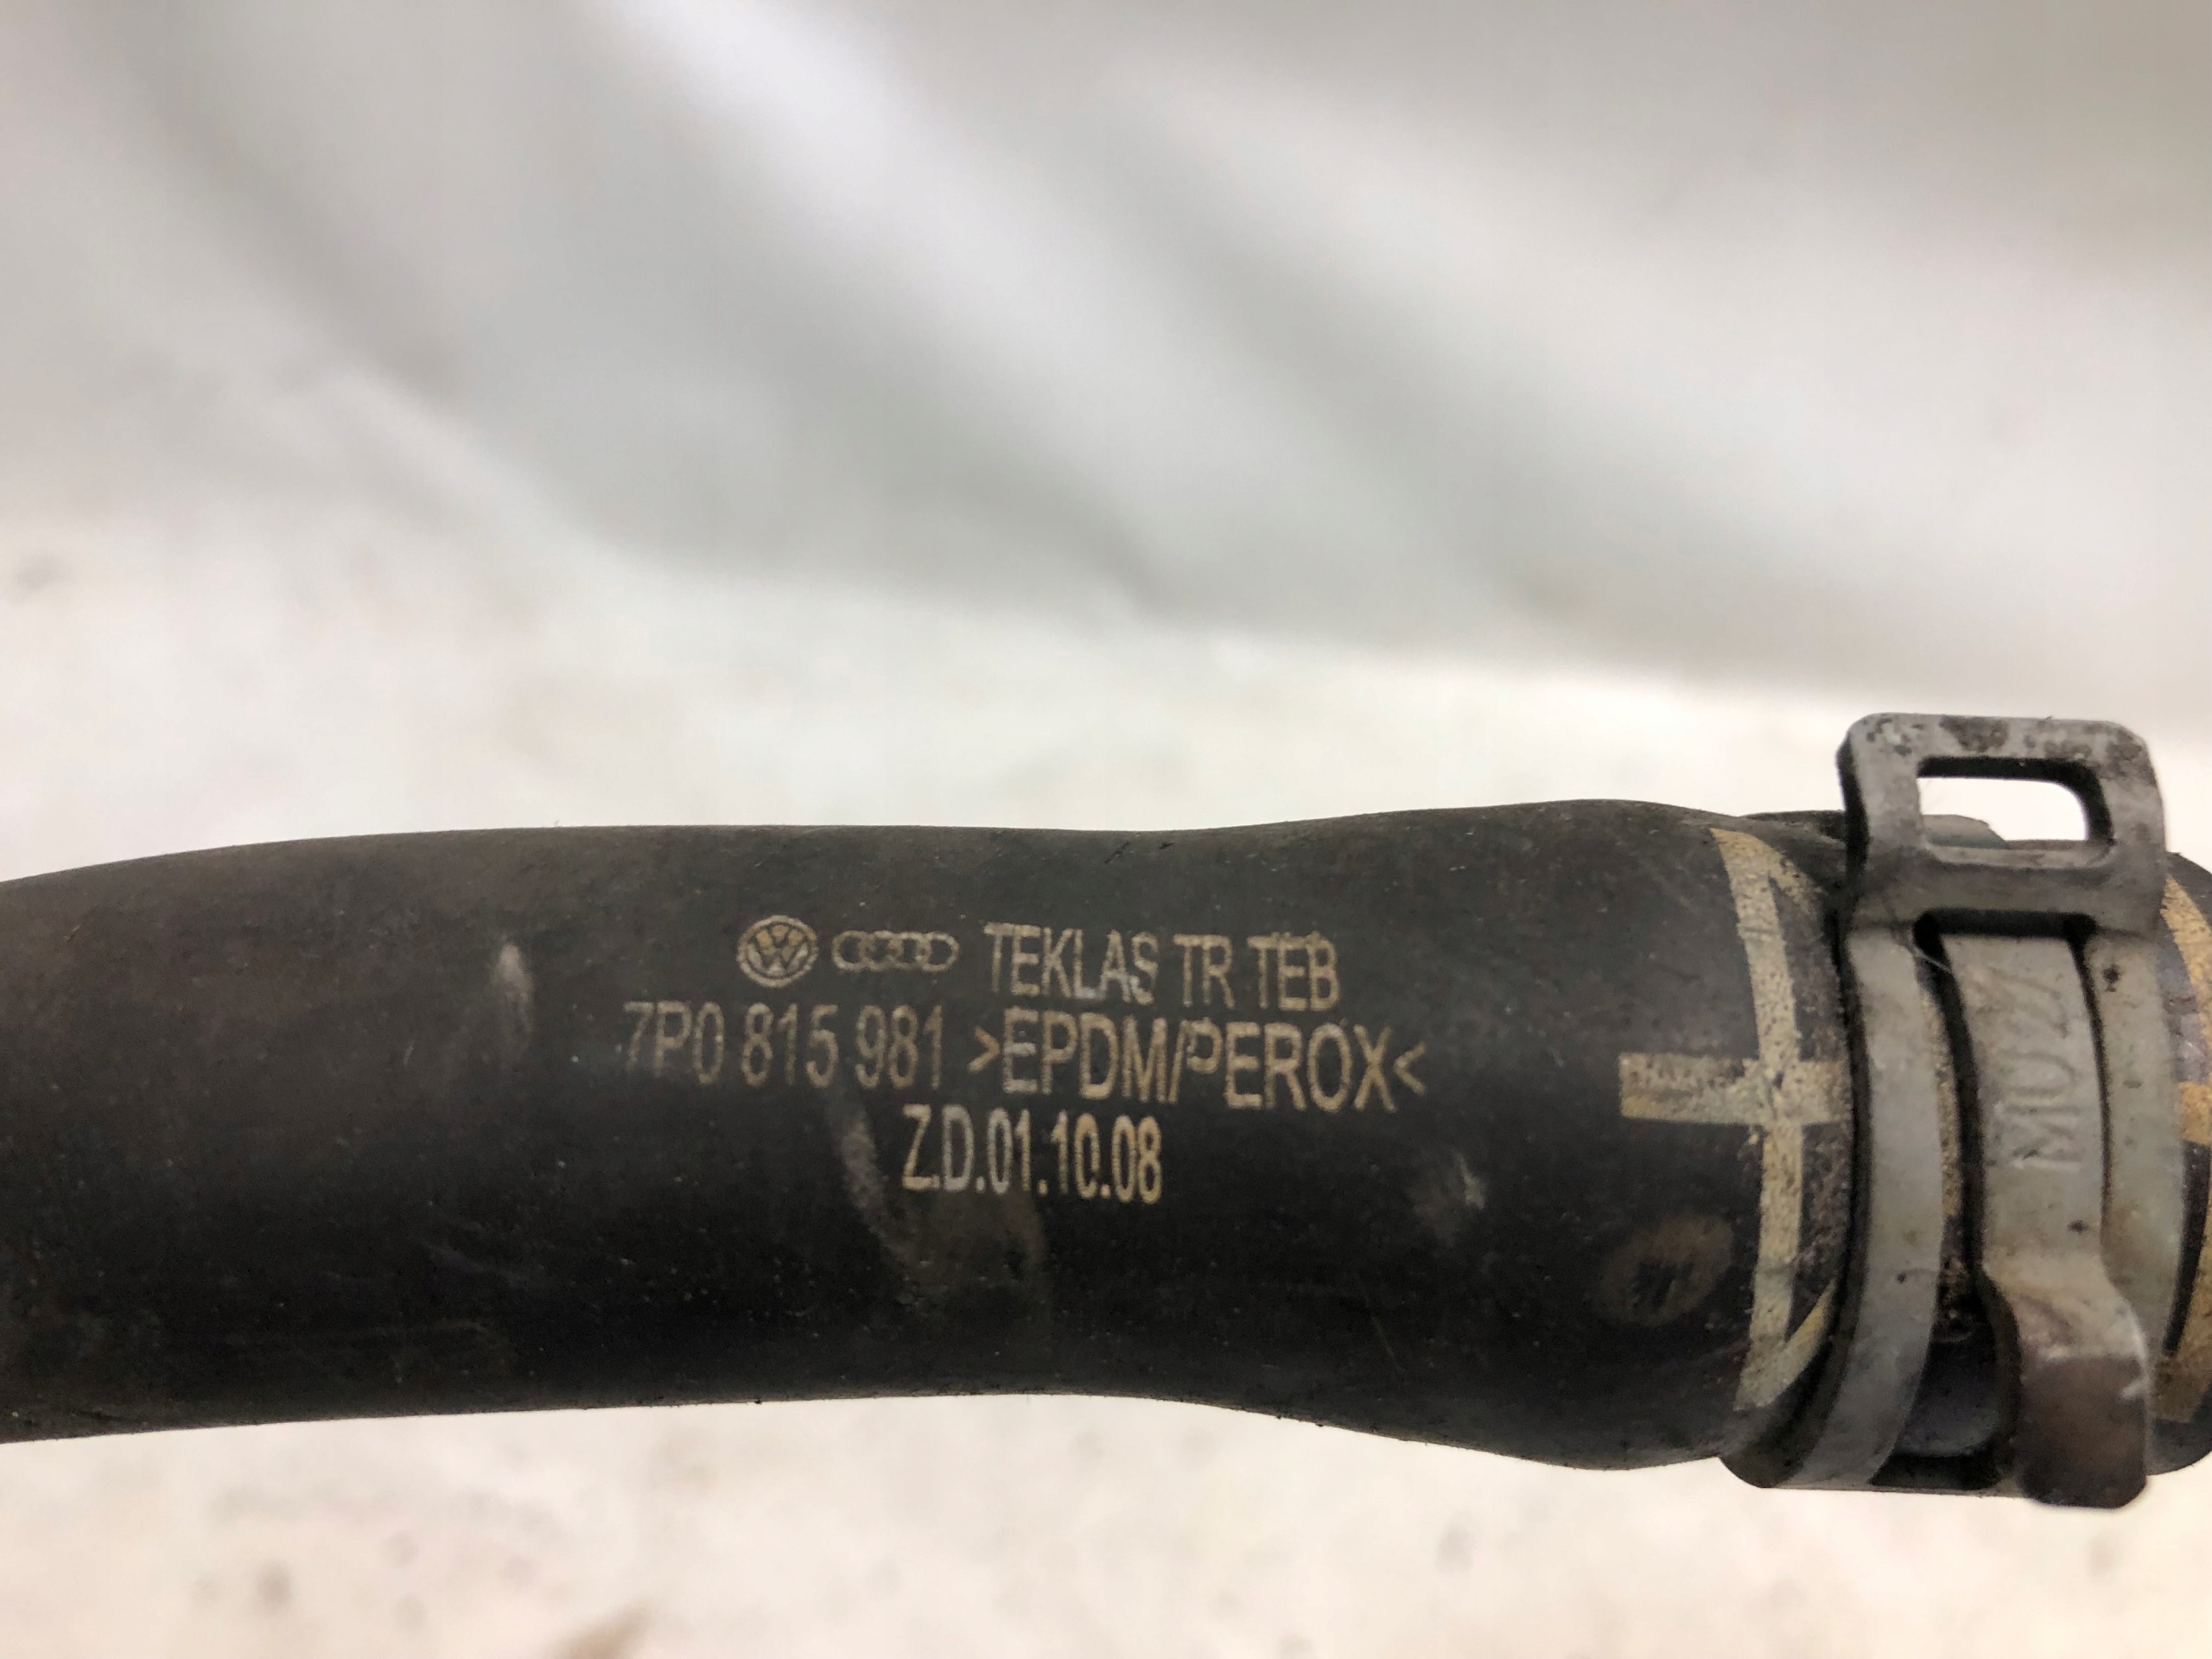 TEKLAS TR TEB
7P0 815 981 >EPDM/PEROX<
Z.D.01.10.08